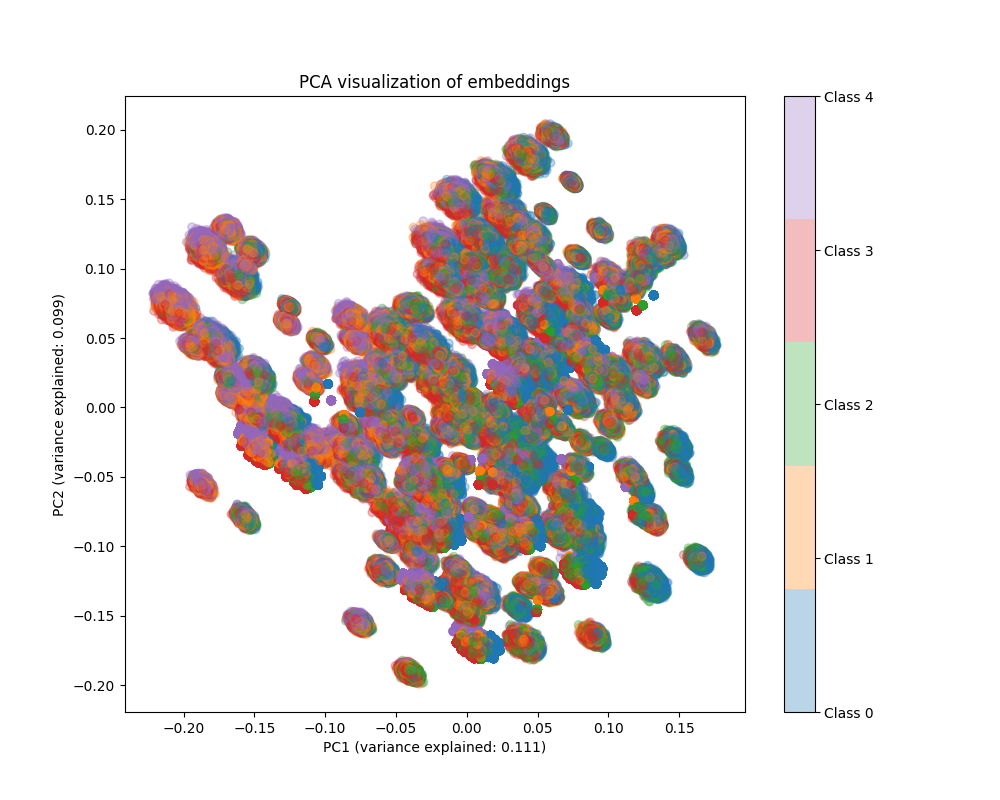 PCA visualization of embeddings
PC2 (variance explained: 0.099)
0.20
0.15
0.10
0.05
0.00
−0.05
−0.10
−0.15
−0.20
−0.20 −0.15 −0.10 −0.05 0.00 0.05 0.10 0.15
PC1 (variance explained: 0.111)
Class 4
Class 3
Class 2
Class 1
Class 0